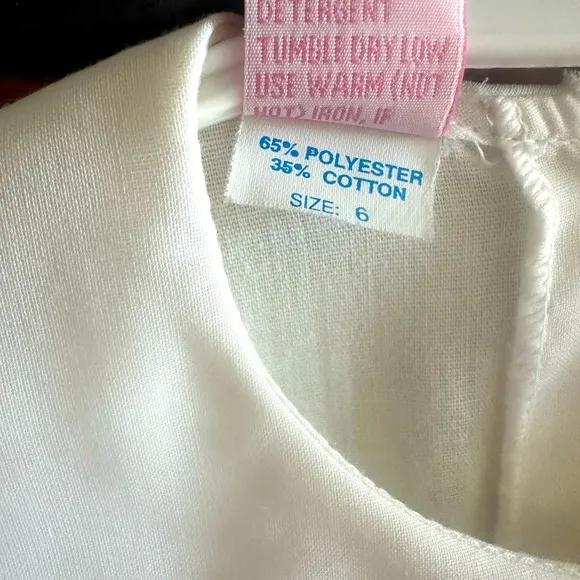 DETERGENT
TUMBLE DRY LOW
USE WARM (NOT
HOT) IRON, IF
65% POLYESTER
35% COTTON
SIZE: 6